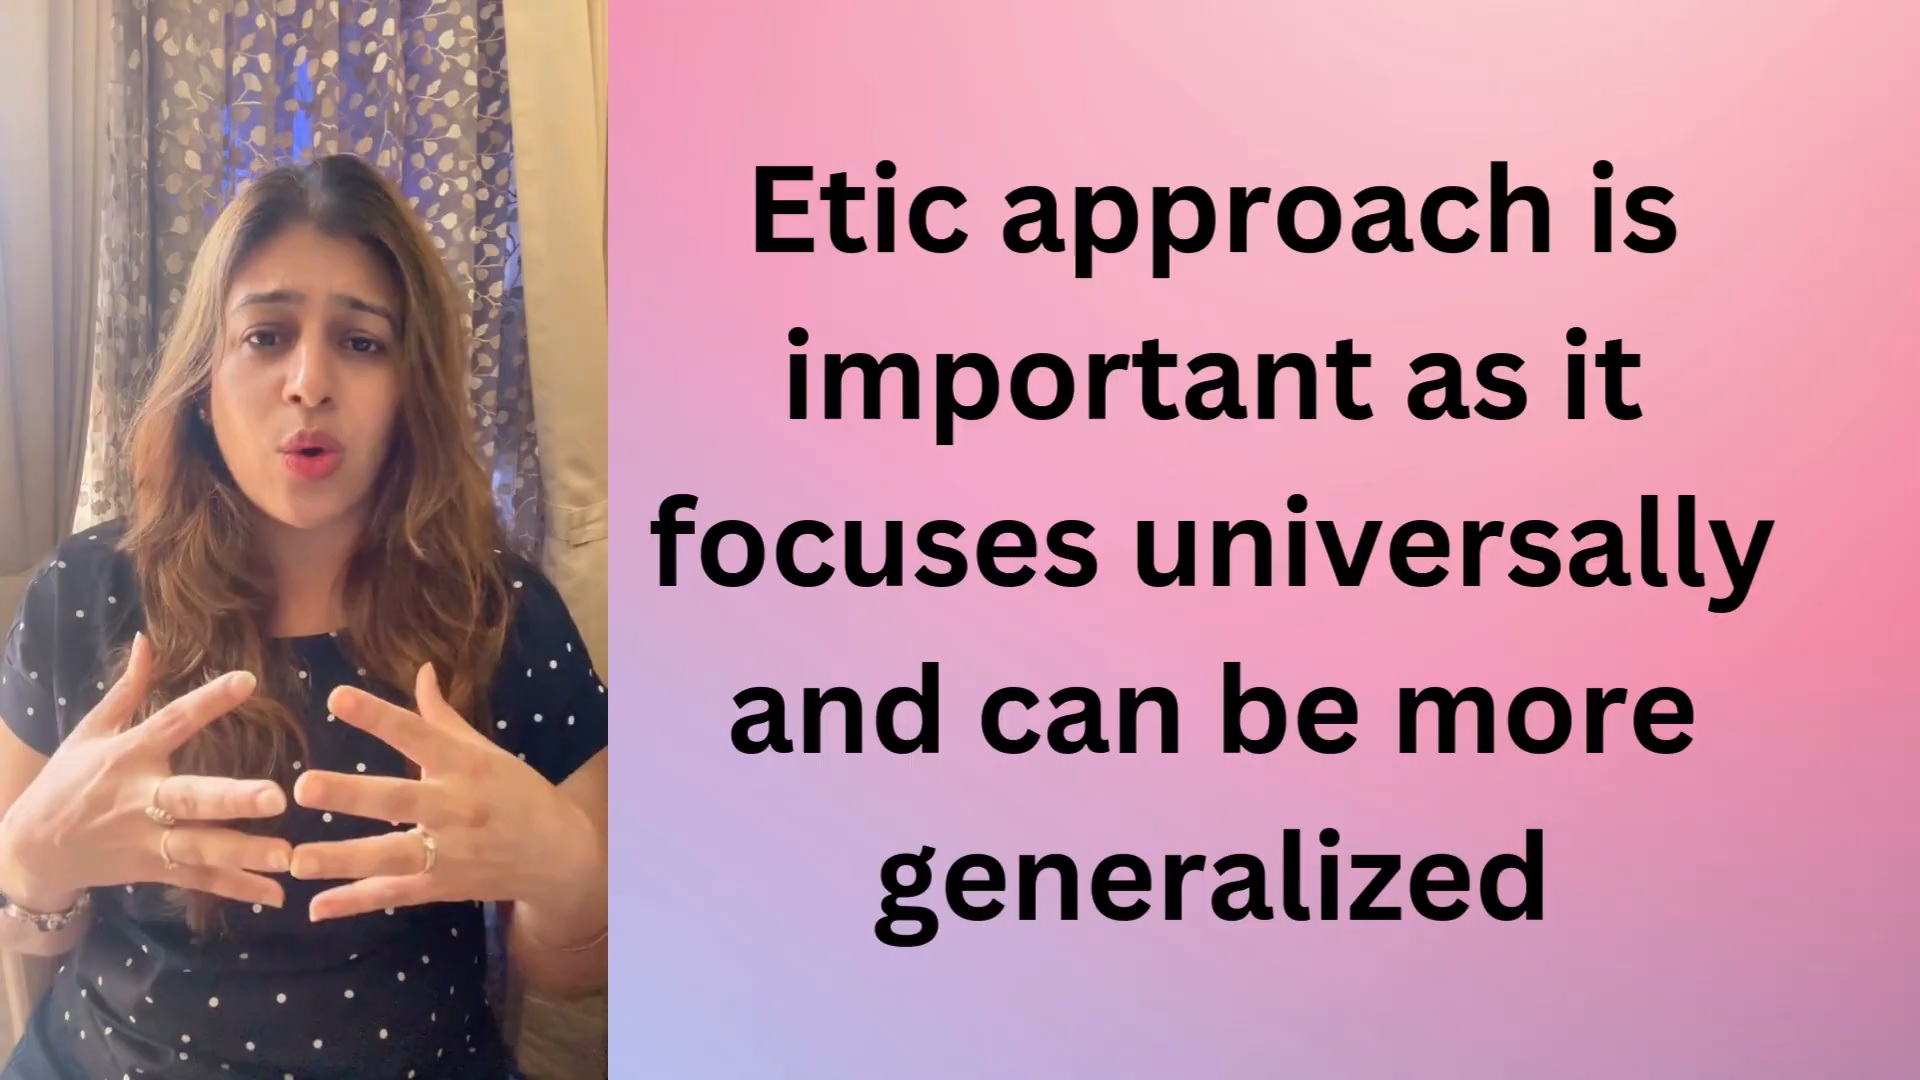 Etic approach is
important as it
focuses universally
and can be more
generalized